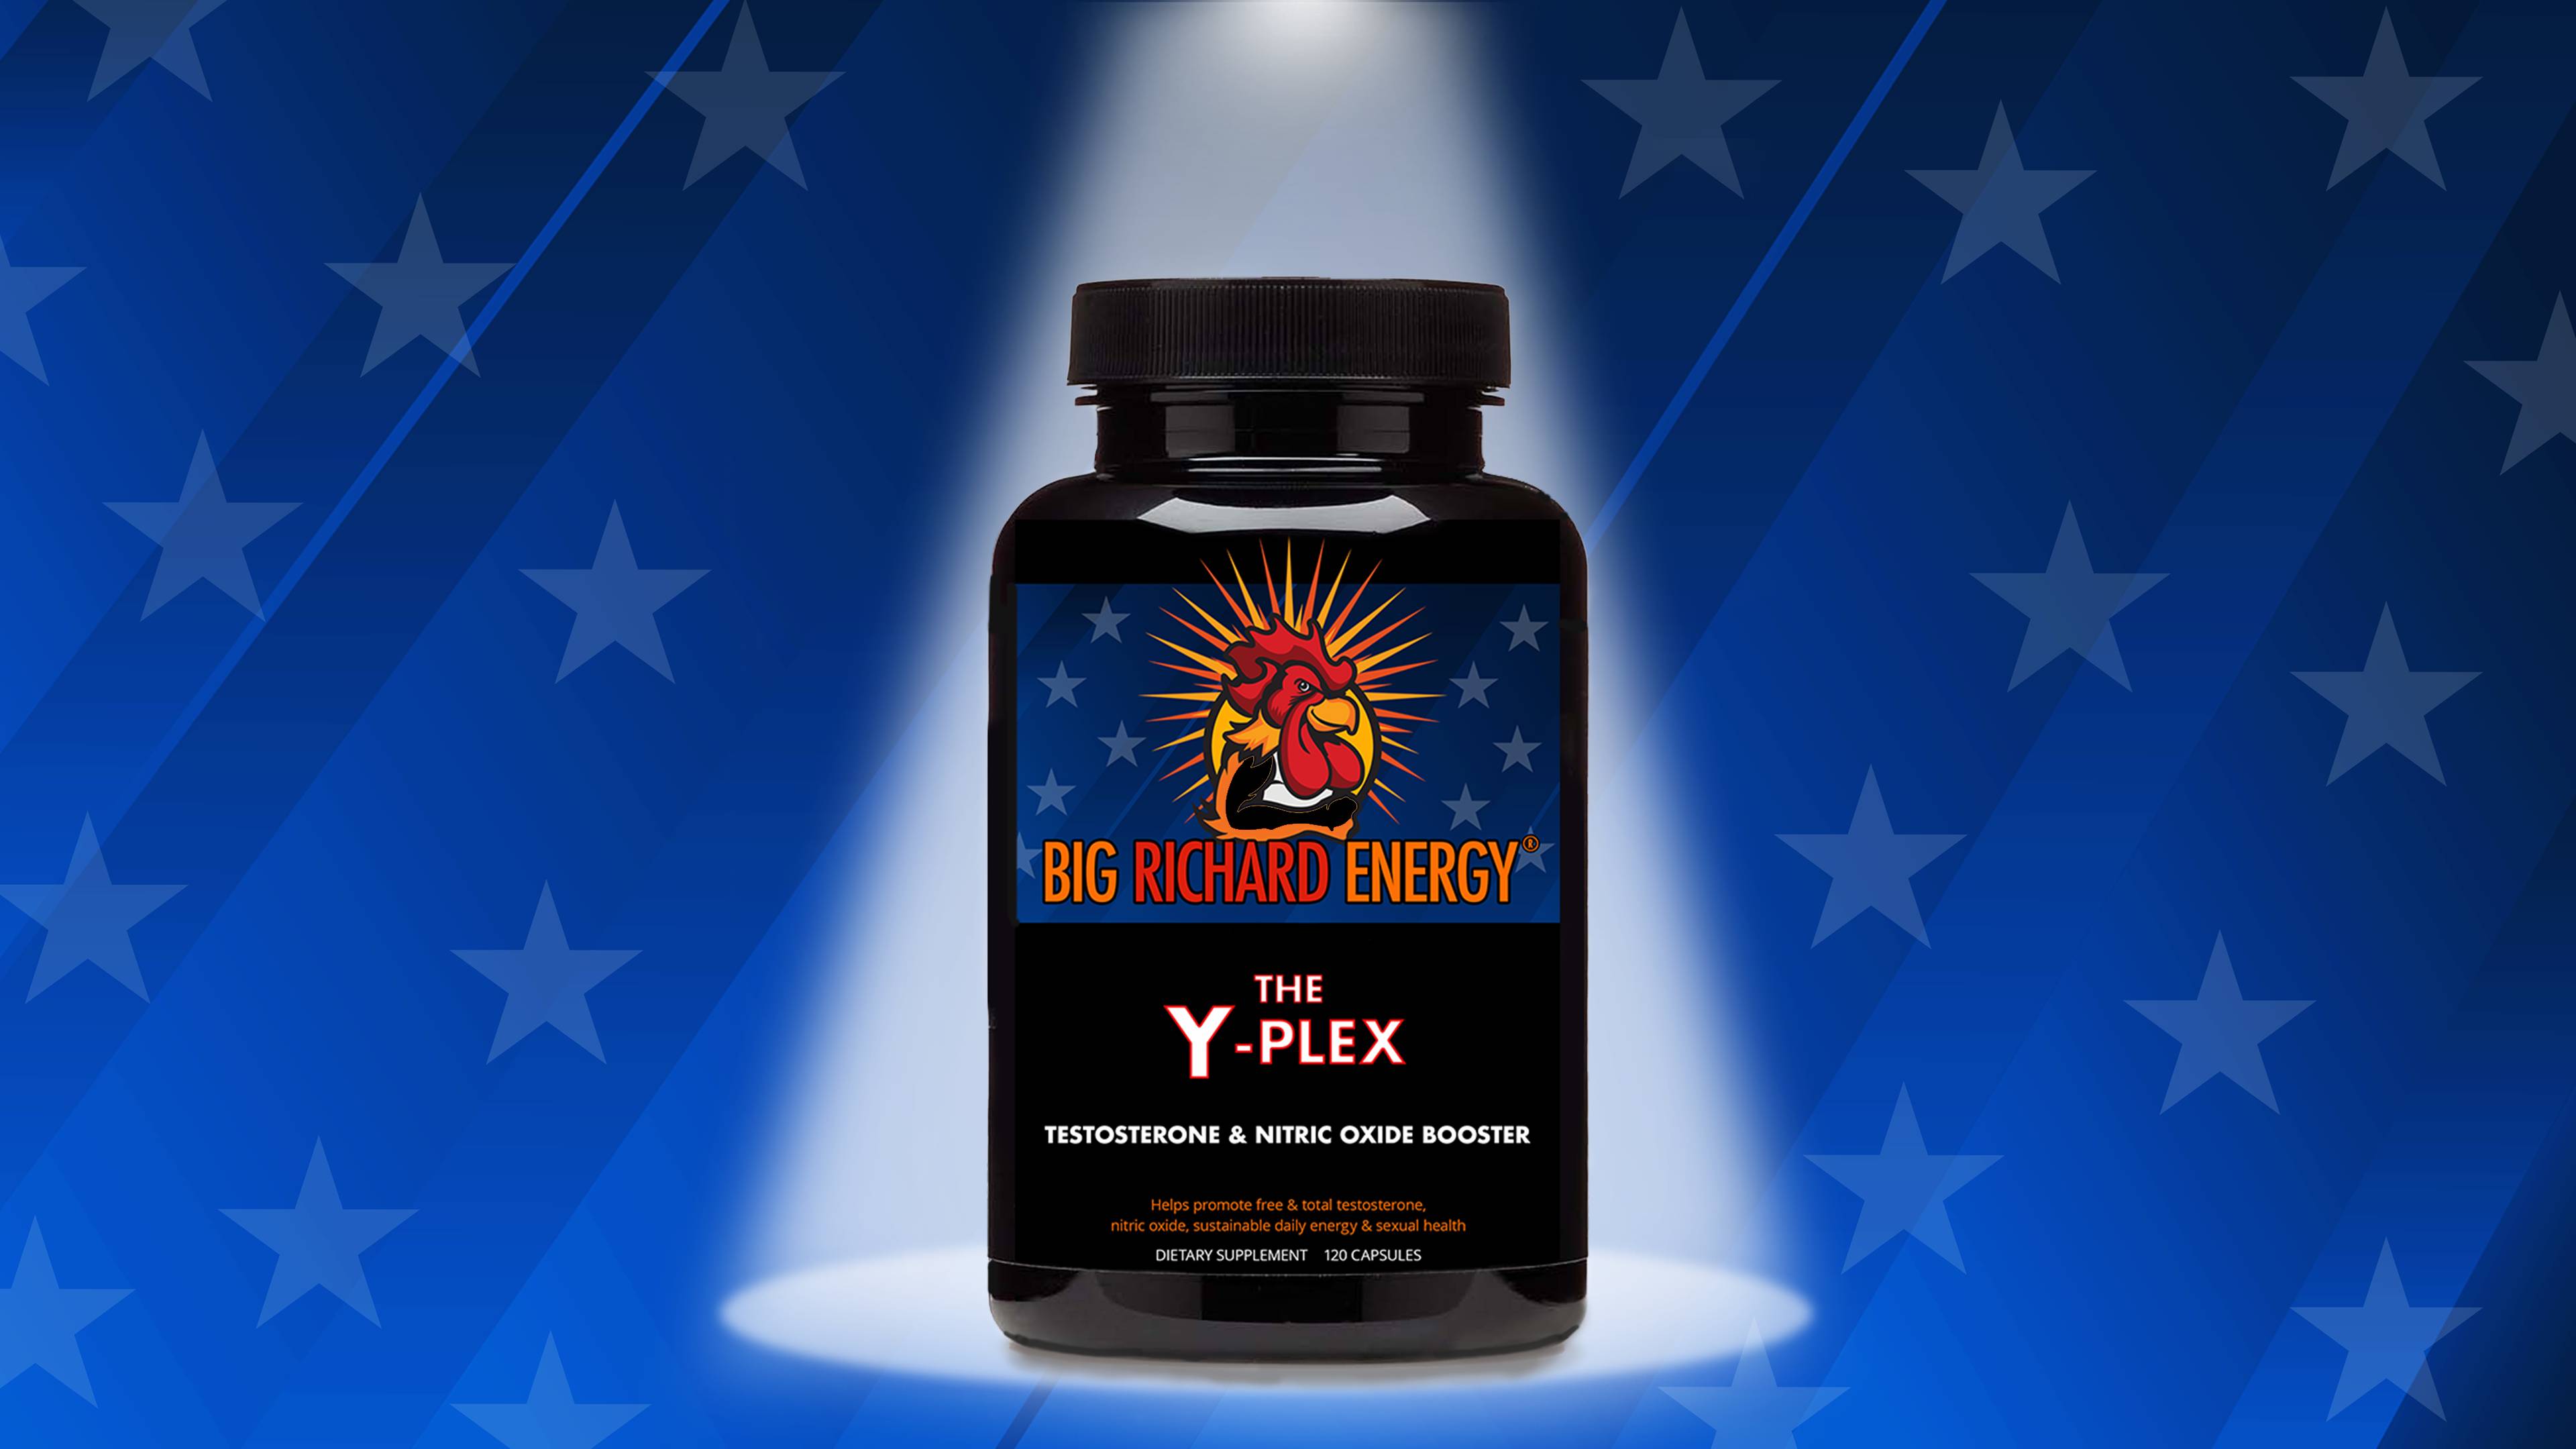 BIG RICHARD ENERGY®
THE
Y-PLEX
TESTOSTERONE & NITRIC OXIDE BOOSTER
Helps promote free & total testosterone,
nitric oxide, sustainable daily energy & sexual health
DIETARY SUPPLEMENT 120 CAPSULES